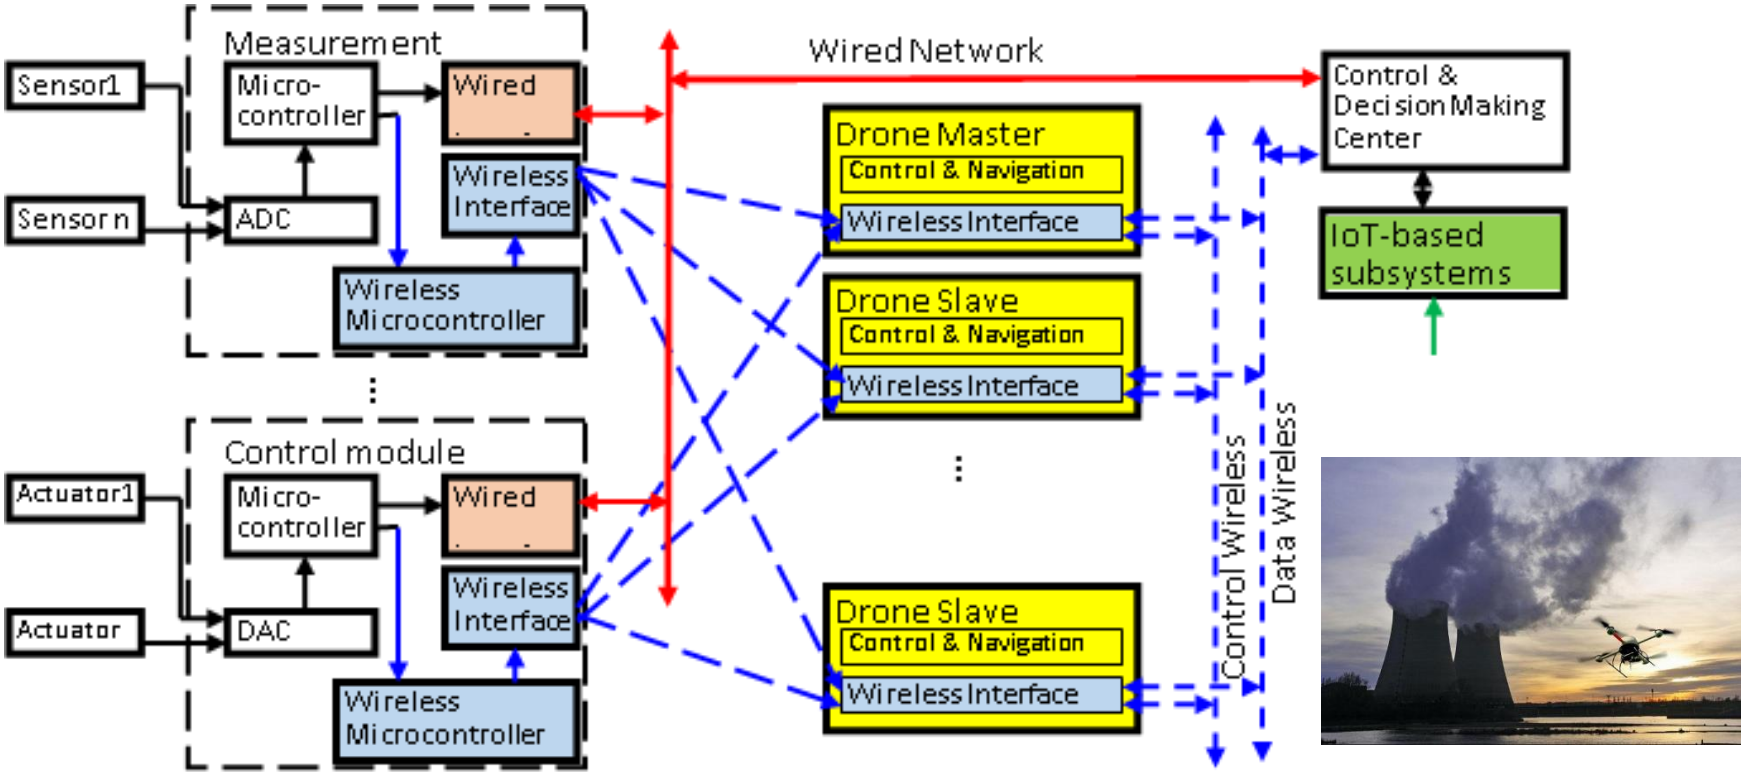 Measurement
Sensor1
Micro-
controller
Wired
Sensor n
ADC
Wireless
Interface
Wireless
Microcontroller
Control module
Actuator1
Micro-
controller
Wired
Actuator
DAC
Wireless
Interface
Wireless
Microcontroller
Wired Network
Drone Master
Control & Navigation
Wireless Interface
Drone Slave
Control & Navigation
Wireless Interface
Drone Slave
Control & Navigation
Wireless Interface
Control Wireless
Data Wireless
Control &
Decision Making
Center
IoT-based
subsystems